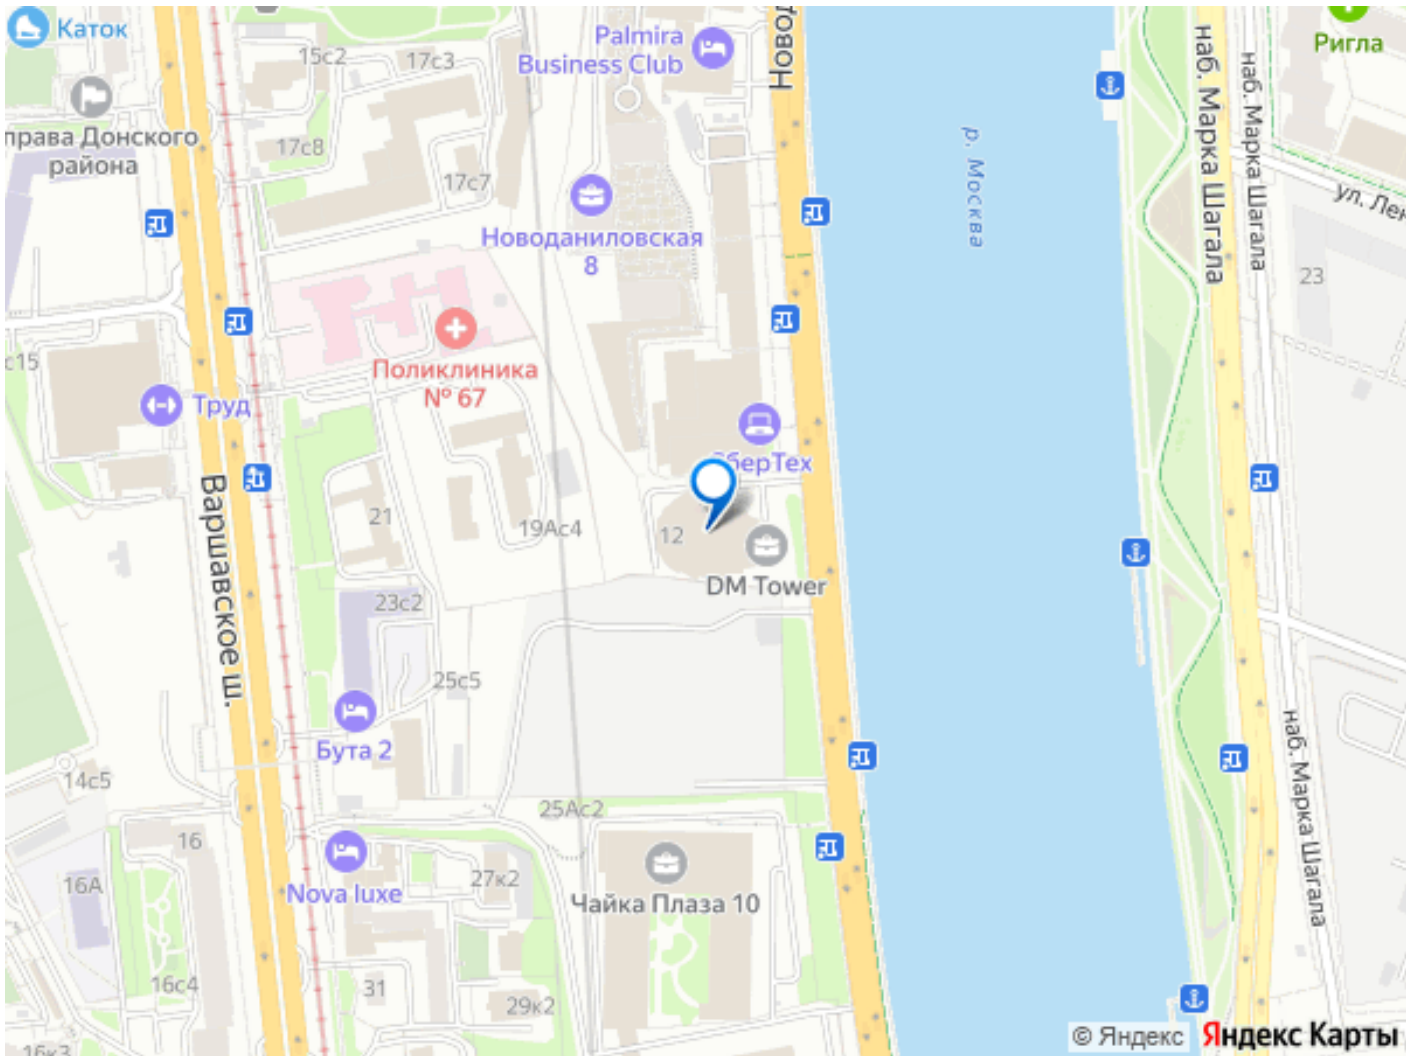 Каток
Palmira
Business Club
Новод
Ригла
15с2
17с3
наб. Марка Шагала
наб. Марка Шагала
права Донского
района
17с8
17с7
р. Москва
ул. Лен
Новоданиловская
8
23
с15
Поликлиника
№ 67
Труд
СберТех
Варшавское ш.
21
19Ас4
12
DM Tower
23с2
25с5
Бута 2
наб. Марка Шагала
14с5
25Ас2
16
16А
Nova luxe
27к2
Чайка Плаза 10
16с4
31
29к2
16к3
© Яндекс
Яндекс Карты